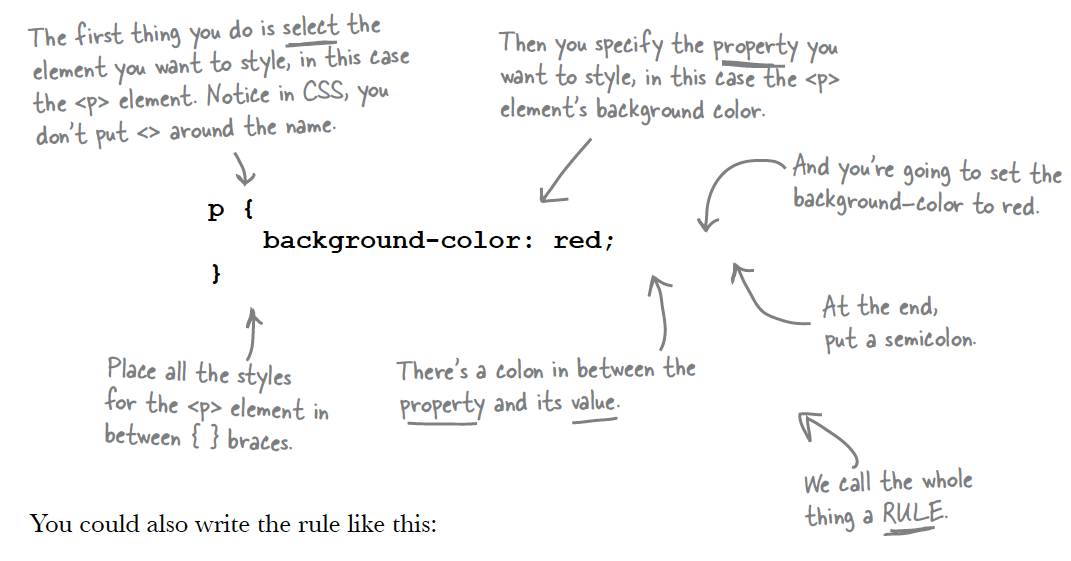 The first thing you do is select the
element you want to style, in this case
the <p> element. Notice in CSS, you
don't put <> around the name.
Then you specify the property you
want to style, in this case the <p>
element's background color.
And you're going to set the
background-color to red.
p {
background-color: red;
}
At the end,
put a semicolon.
Place all the styles
for the <p> element in
between { } braces.
There's a colon in between the
property and its value.
We call the whole
thing a RULE.
You could also write the rule like this: